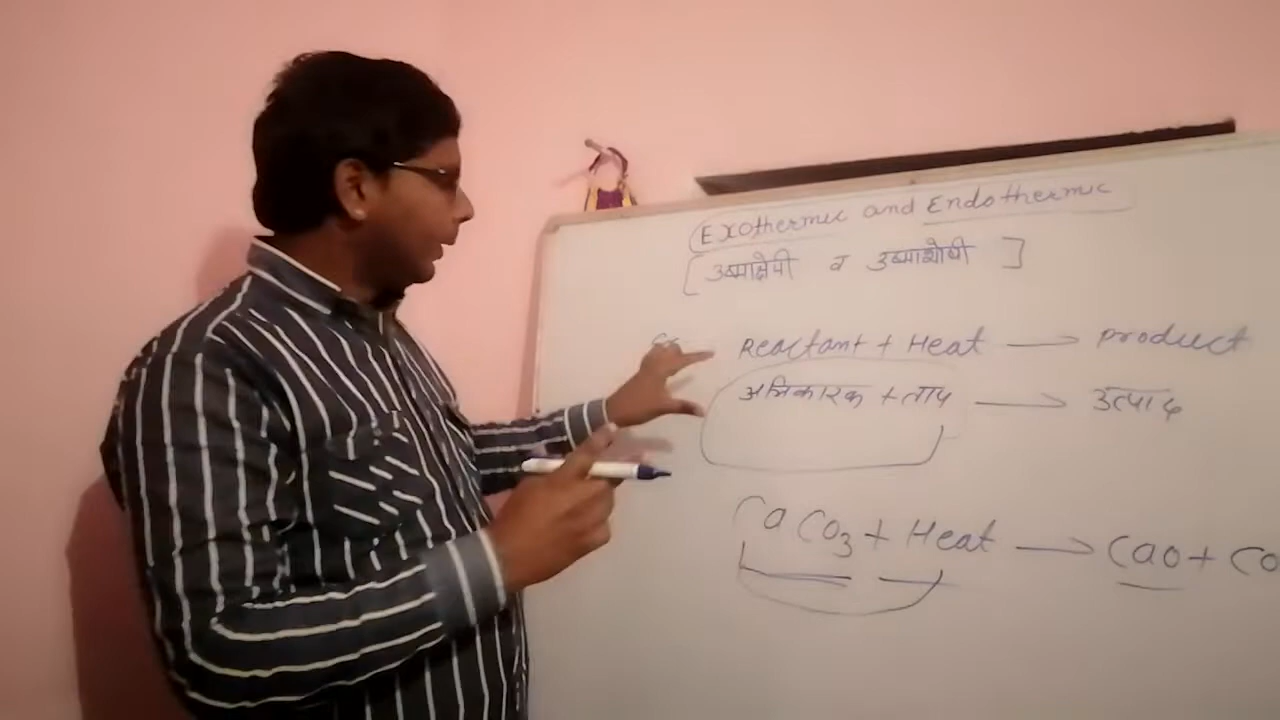 Exothermic and Endothermic
[उष्माक्षेपी व उष्माशोषी]
Reactant + Heat → product
अभिकारक + ताप → उत्पाद
CaCO3 + Heat → CaO + CO